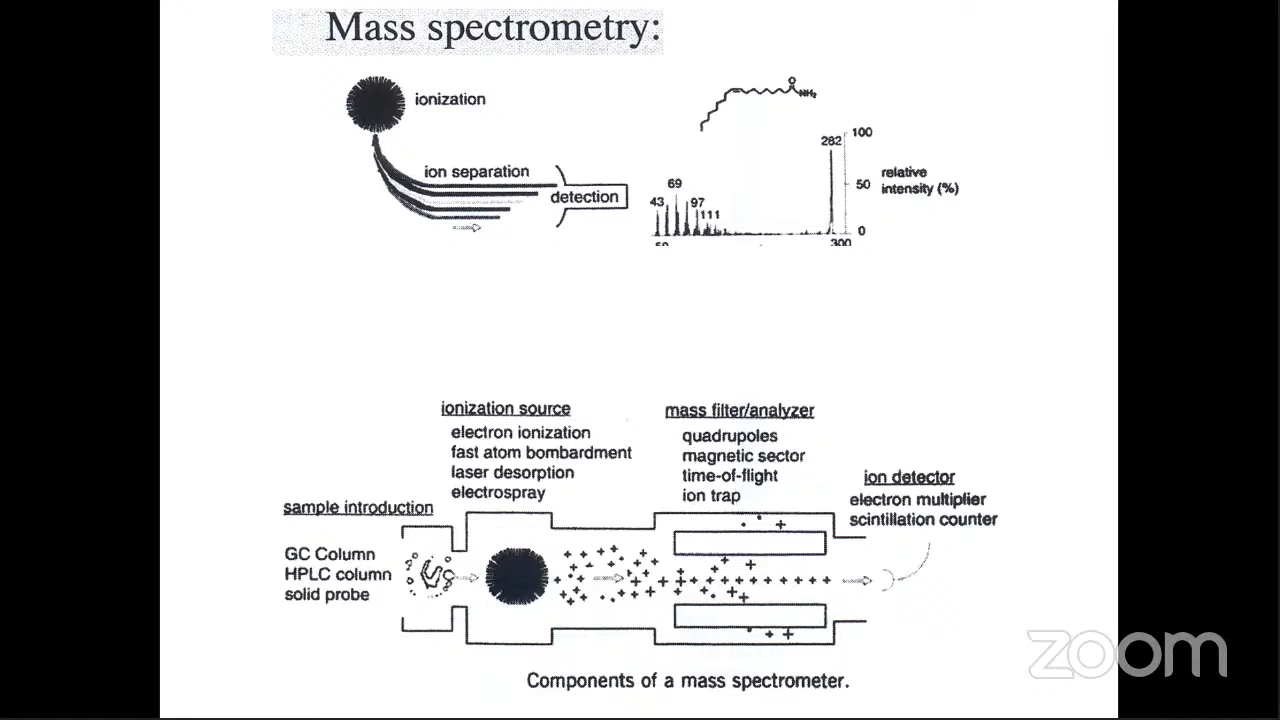 Mass spectrometry:
ionization
ion separation
detection
O
NH₂
282
100
50
0
relative
intensity (%)
69
43
97
111
50
300
ionization source
electron ionization
fast atom bombardment
laser desorption
electrospray
mass filter/analyzer
quadrupoles
magnetic sector
time-of-flight
ion trap
ion detector
electron multiplier
scintillation counter
sample introduction
GC Column
HPLC column
solid probe
Components of a mass spectrometer.
zoom